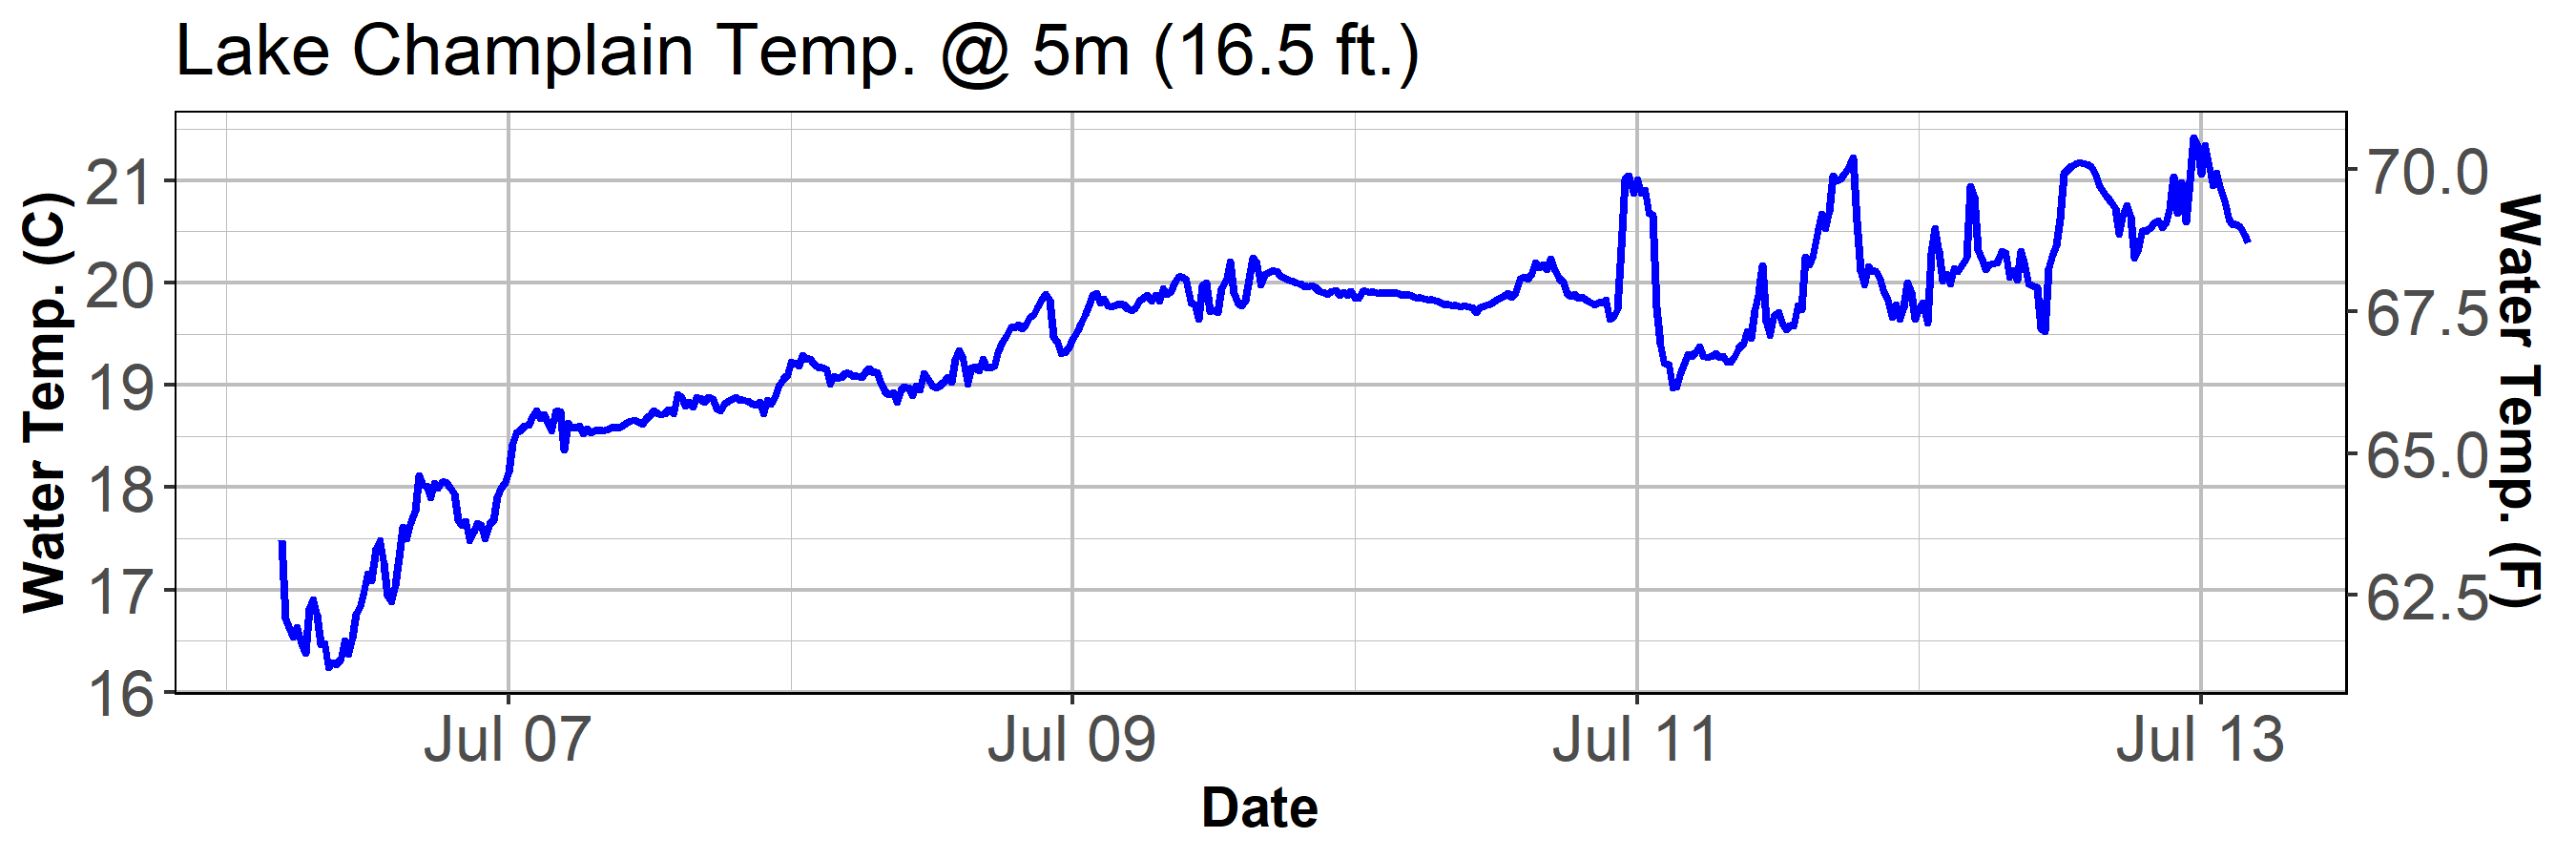 Lake Champlain Temp. @ 5m (16.5 ft.)
Water Temp. (C)
21
20
19
18
17
16
70.0
67.5
65.0
62.5
Water Temp. (F)
Jul 07 Jul 09 Jul 11 Jul 13
Date